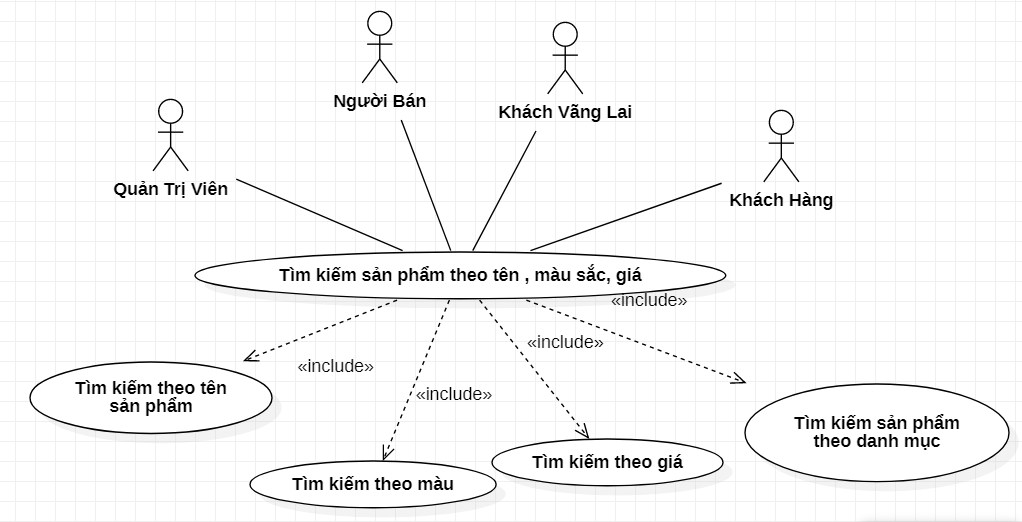 Người Bán
Khách Vãng Lai
Quản Trị Viên
Khách Hàng
Tìm kiếm sản phẩm theo tên , màu sắc, giá
«include»
«include»
«include»
«include»
Tìm kiếm theo tên
sản phẩm
Tìm kiếm sản phẩm
theo danh mục
Tìm kiếm theo giá
Tìm kiếm theo màu